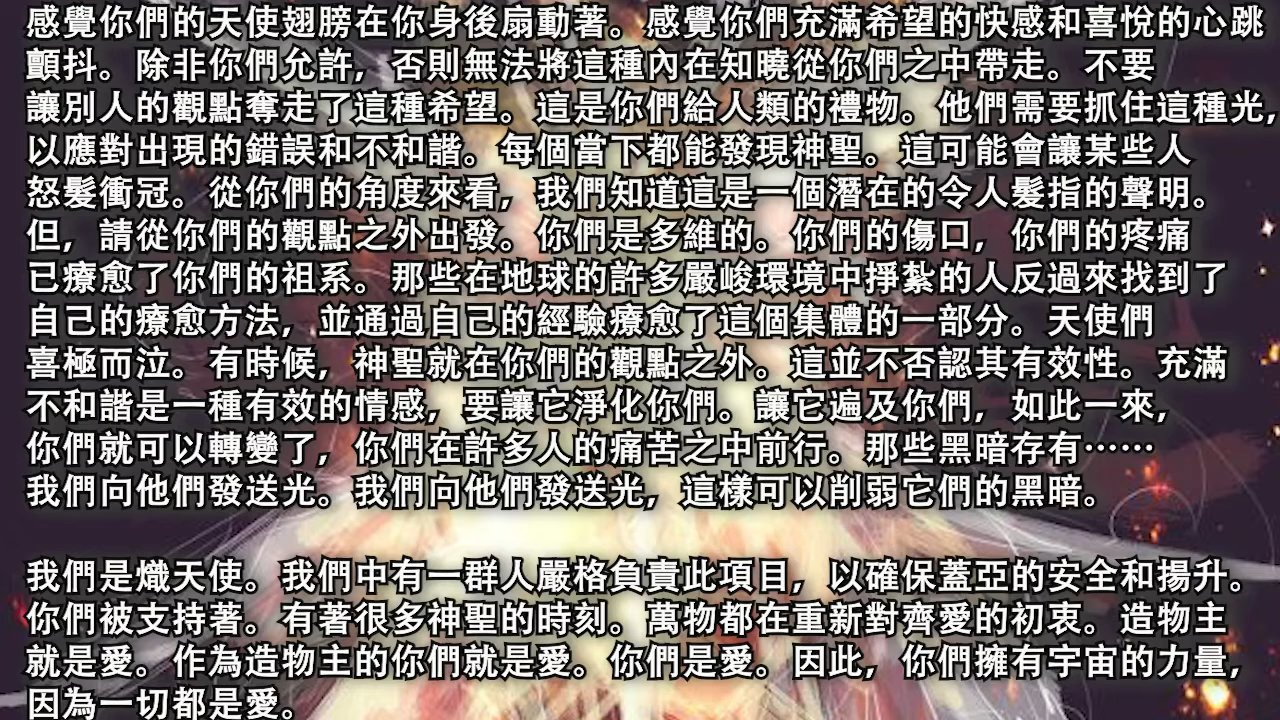 感覺你們的天使翅膀在你身後扇動著。感覺你們充滿希望的快感和喜悅的心跳
顫抖。除非你們允許，否則無法將這種內在知曉從你們之中帶走。不要
讓別人的觀點奪走了這種希望。這是你們給人類的禮物。他們需要抓住這種光，
以應對出現的錯誤和不和諧。每個當下都能發現神聖。這可能會讓某些人
怒髮衝冠。從你們的角度來看，我們知道這是一個潛在的令人髮指的聲明。
但，請從你們的觀點之外出發。你們是多維的。你們的傷口，你們的疼痛
已療愈了你們的祖系。那些在地球的許多嚴峻環境中掙紮的人反過來找到了
自己的療愈方法，並通過自己的經驗療愈了這個集體的一部分。天使們
喜極而泣。有時候，神聖就在你們的觀點之外。這並不否認其有效性。充滿
不和諧是一種有效的情感，要讓它淨化你們。讓它遍及你們，如此一來，
你們就可以轉變了，你們在許多人的痛苦之中前行。那些黑暗存有⋯⋯
我們向他們發送光。我們向他們發送光，這樣可以削弱它們的黑暗。
我們是熾天使。我們中有一群人嚴格負責此項目，以確保蓋亞的安全和揚升。
你們被支持著。有著很多神聖的時刻。萬物都在重新對齊愛的初衷。造物主
就是愛。作為造物主的你們就是愛。你們是愛。因此，你們擁有宇宙的力量，
因為一切都是愛。